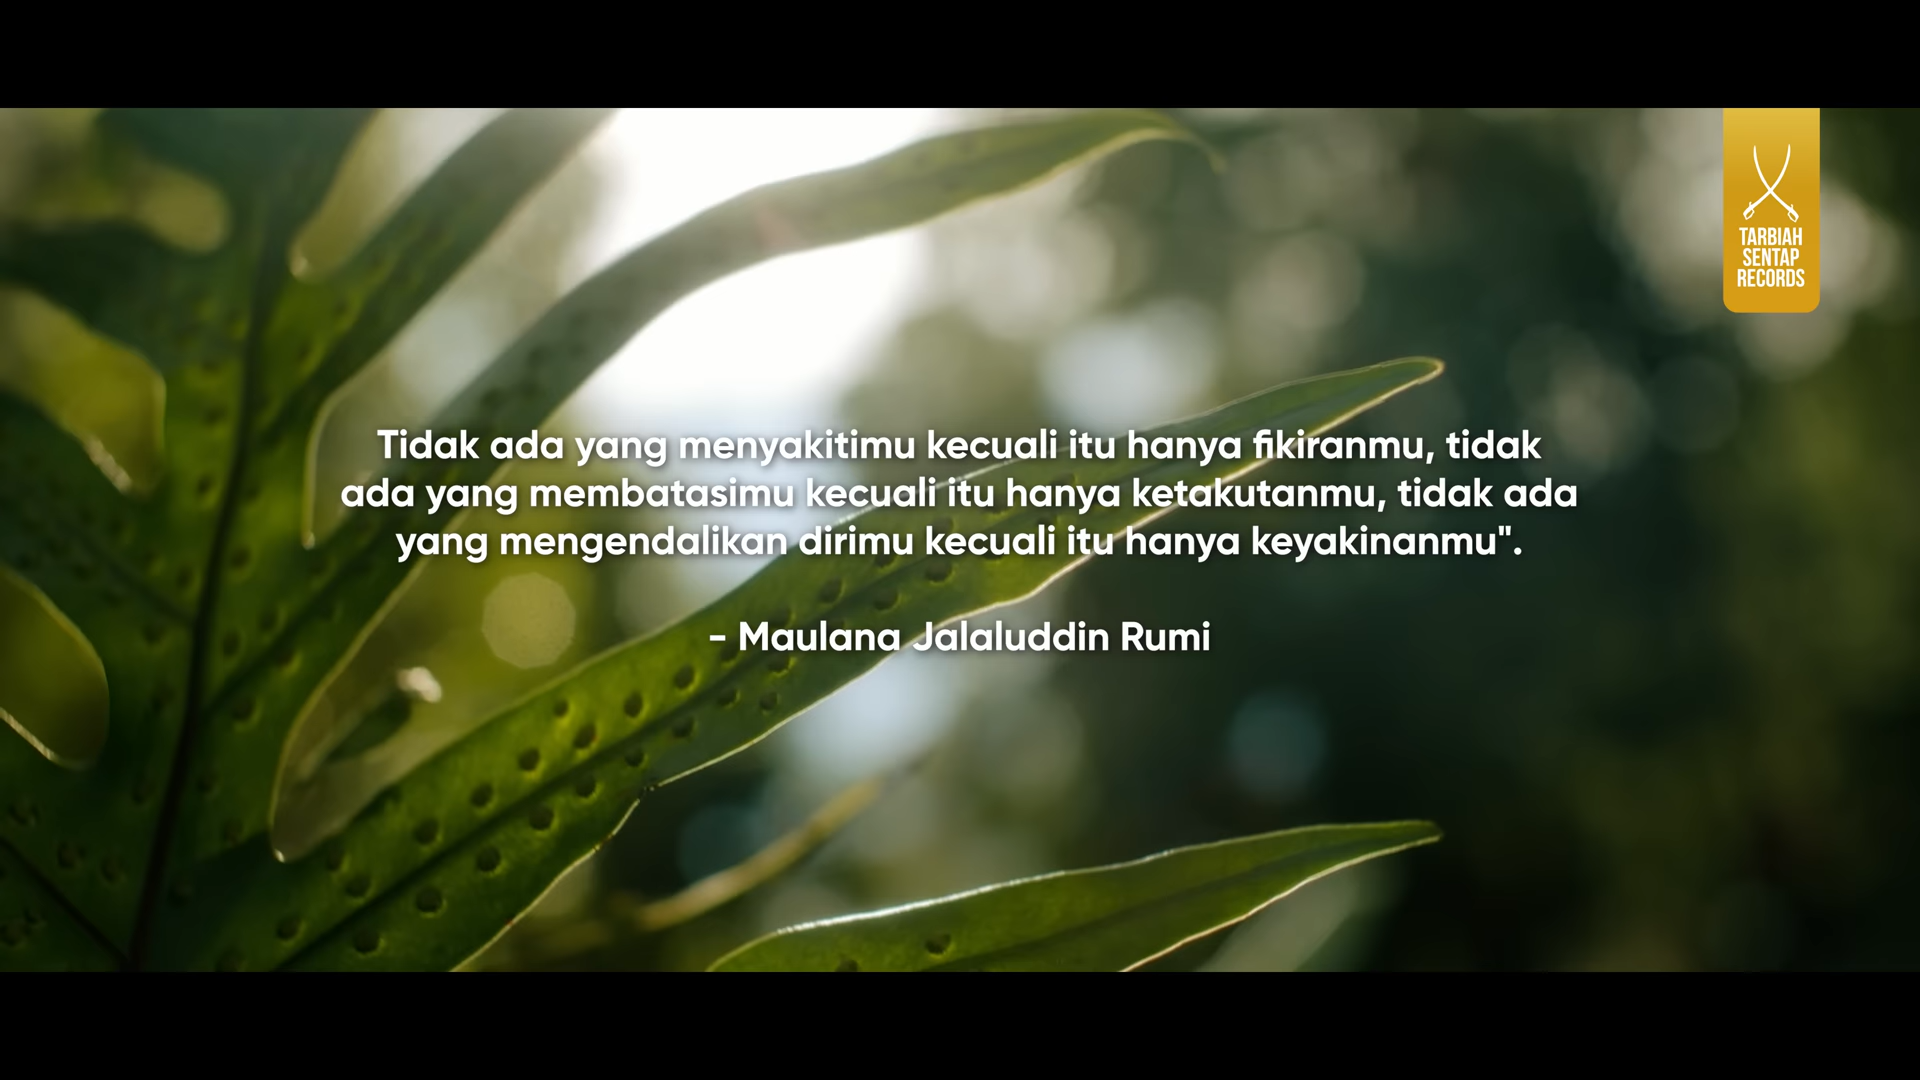 TARBIAH
SENTAP
RECORDS
Tidak ada yang menyakitimu kecuali itu hanya fikiranmu, tidak
ada yang membatasimu kecuali itu hanya ketakutanmu, tidak ada
yang mengendalikan dirimu kecuali itu hanya keyakinanmu".
- Maulana Jalaluddin Rumi